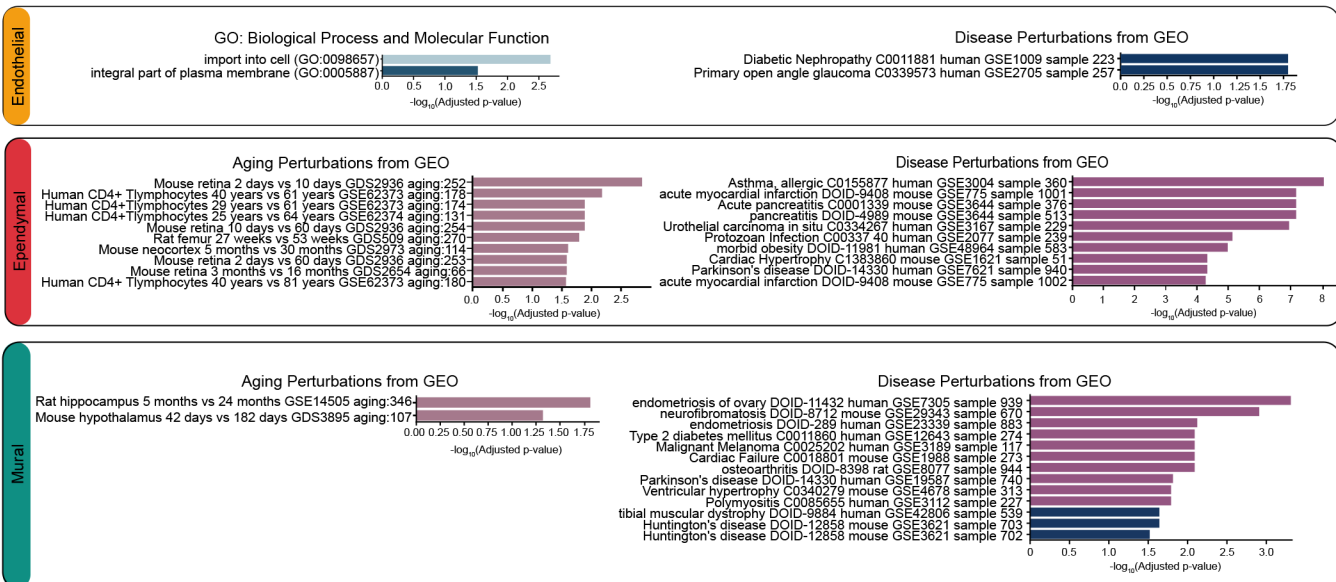 Endothelial
GO: Biological Process and Molecular Function
import into cell (GO:0098657)
integral part of plasma membrane (GO:0005887)
0.0 0.5 1.0 1.5 2.0 2.5
-log10(Adjusted p-value)
Disease Perturbations from GEO
Diabetic Nephropathy C0011881 human GSE1009 sample 223
Primary open angle glaucoma C0339573 human GSE2705 sample 257
0.0 0.25 0.5 0.75 1.0 1.25 1.5 1.75
-log10(Adjusted p-value)
Ependymal
Aging Perturbations from GEO
Mouse retina 2 days vs 10 days GDS2936 aging:252
Human CD4+ Tlymphocytes 40 years vs 61 years GSE62373 aging:178
Human CD4+Tlymphocytes 29 years vs 61 years GSE62373 aging:174
Human CD4+Tlymphocytes 25 years vs 64 years GSE62374 aging:131
Mouse retina 10 days vs 60 days GDS2936 aging:254
Rat femur 27 weeks vs 53 weeks GDS509 aging:270
Mouse neocortex 5 months vs 30 months GDS2973 aging:114
Mouse retina 2 days vs 60 days GDS2936 aging:253
Mouse retina 3 months vs 16 months GDS2654 aging:66
Human CD4+ Tlymphocytes 40 years vs 81 years GSE62373 aging:180
0.0 0.5 1.0 1.5 2.0 2.5
-log10(Adjusted p-value)
Disease Perturbations from GEO
Asthma, allergic C0155877 human GSE3004 sample 360
acute myocardial infarction DOID-9408 mouse GSE775 sample 1001
Acute pancreatitis C0001339 mouse GSE3644 sample 376
pancreatitis DOID-4989 mouse GSE3644 sample 513
Urothelial carcinoma in situ C0334267 human GSE3167 sample 229
Protozoan Infection C00337 40 human GSE2077 sample 239
morbid obesity DOID-11981 human GSE48964 sample 583
Cardiac Hypertrophy C1383860 mouse GSE1621 sample 51
Parkinson's disease DOID-14330 human GSE7621 sample 940
acute myocardial infarction DOID-9408 mouse GSE775 sample 1002
0 1 2 3 4 5 6 7 8
-log10(Adjusted p-value)
Mural
Aging Perturbations from GEO
Rat hippocampus 5 months vs 24 months GSE14505 aging:346
Mouse hypothalamus 42 days vs 182 days GDS3895 aging:107
0.00 0.25 0.50 0.75 1.00 1.25 1.50 1.75
-log10(Adjusted p-value)
Disease Perturbations from GEO
endometriosis of ovary DOID-11432 human GSE7305 sample 939
neurofibromatosis DOID-8712 mouse GSE29343 sample 670
endometriosis DOID-289 human GSE23339 sample 883
Type 2 diabetes mellitus C0011860 human GSE12643 sample 274
Malignant Melanoma C0025202 human GSE3189 sample 117
Cardiac Failure C0018801 mouse GSE1988 sample 273
osteoarthritis DOID-8398 rat GSE8077 sample 944
Parkinson's disease DOID-14330 human GSE19587 sample 740
Ventricular hypertrophy C0340279 mouse GSE4678 sample 313
Polymyositis C0085655 human GSE3112 sample 227
tibial muscular dystrophy DOID-9884 human GSE42806 sample 539
Huntington's disease DOID-12858 mouse GSE3621 sample 703
Huntington's disease DOID-12858 mouse GSE3621 sample 702
0 0.5 1.5 2.0 1.5 3.0
-log10(Adjusted p-value)